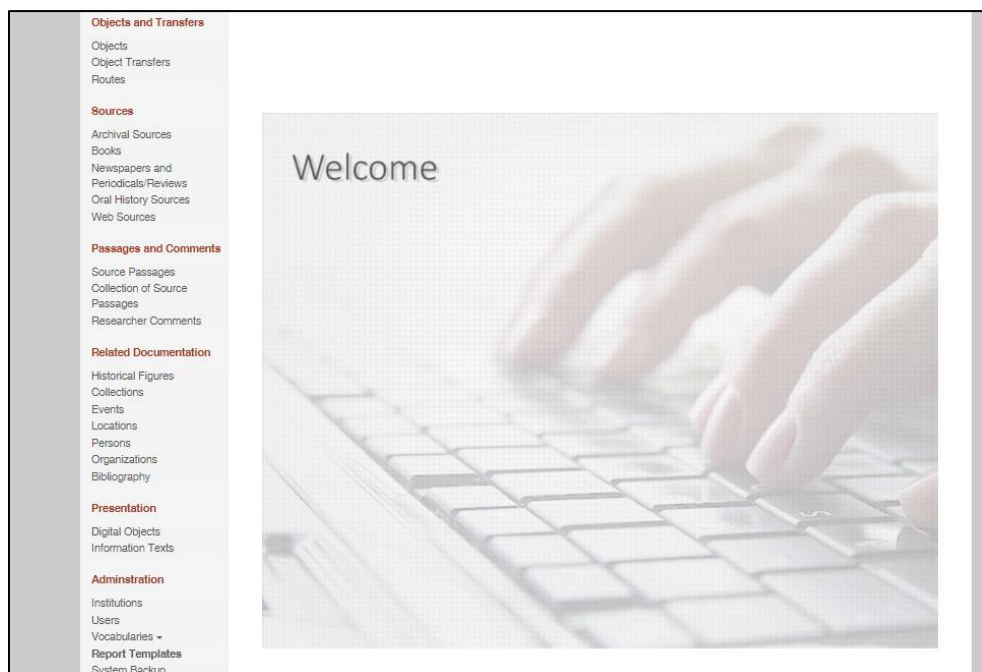 Objects and Transfers
Objects
Object Transfers
Routes
Sources
Archival Sources
Books
Newspapers and
Periodicals/Reviews
Oral History Sources
Web Sources
Passages and Comments
Source Passages
Collection of Source
Passages
Researcher Comments
Related Documentation
Historical Figures
Collections
Events
Locations
Persons
Organizations
Bibliography
Presentation
Digital Objects
Information Texts
Adminstration
Institutions
Users
Vocabularies
Report Templates
System Backup
Welcome